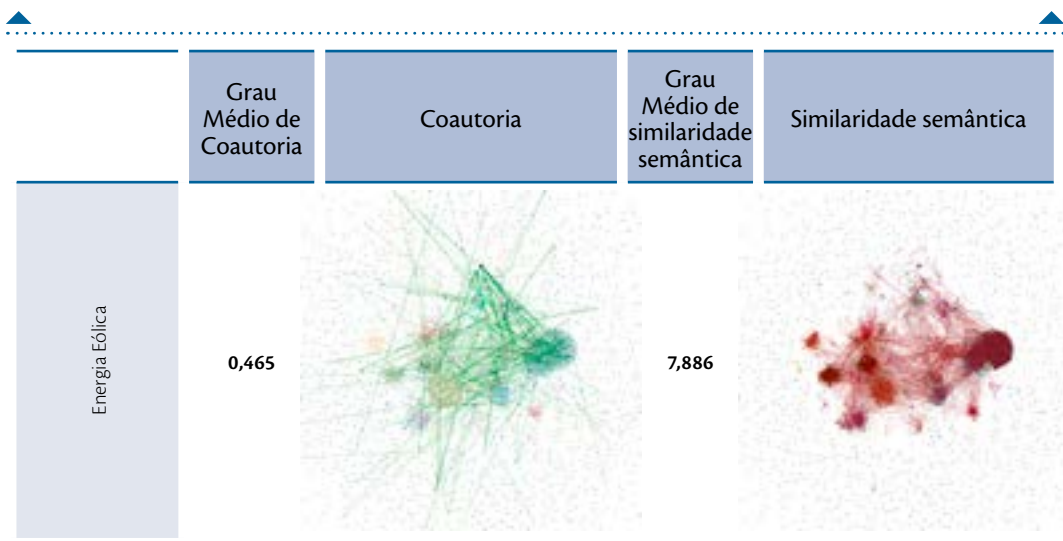 Grau
Médio de
Coautoria
Coautoria
Grau
Médio de
similaridade
semântica
Similaridade semântica
Energia Eólica
0,465
7,886